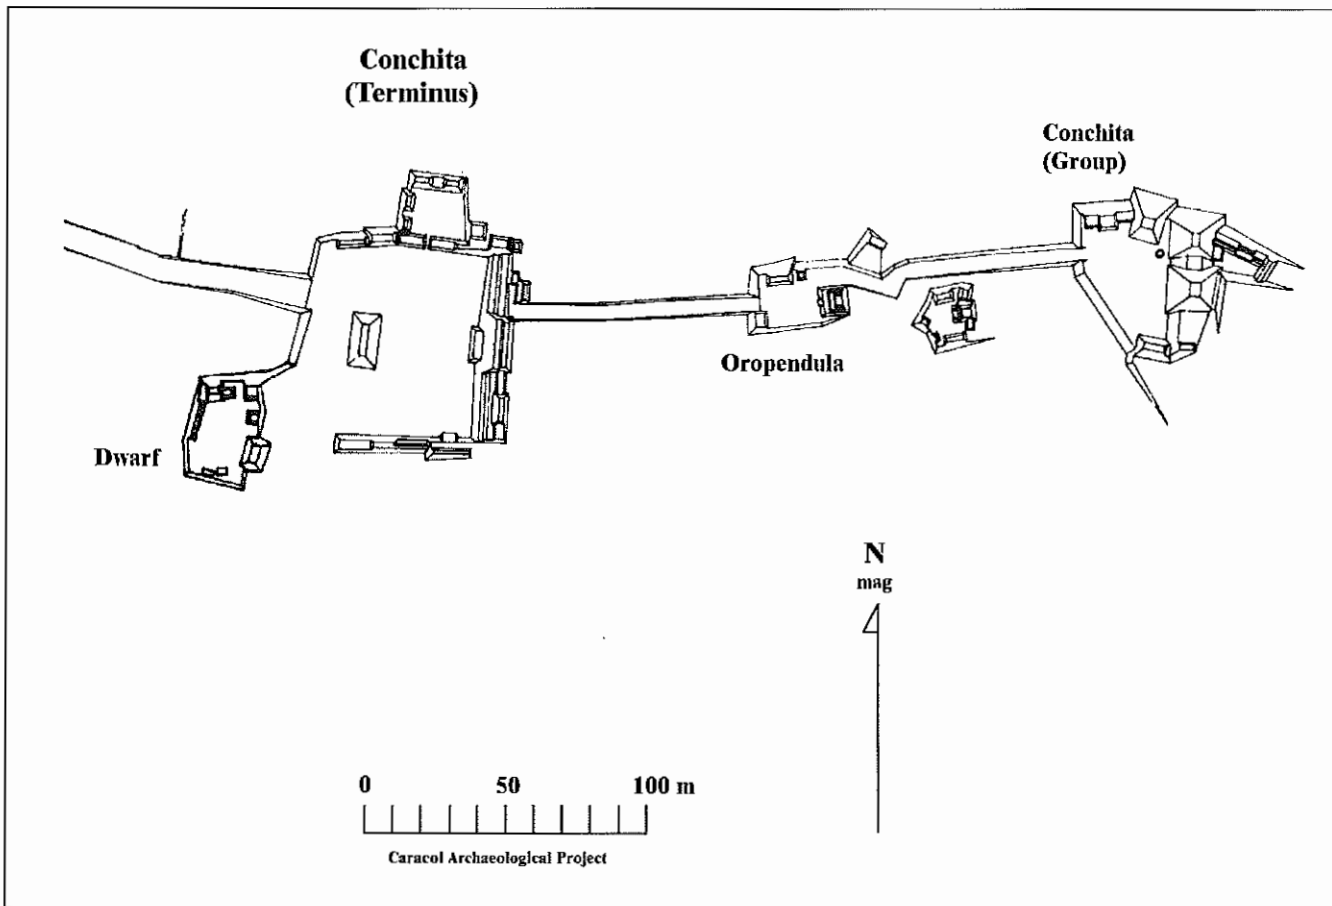 Conchita
(Terminus)
Conchita
(Group)
Oropendula
Dwarf
N
mag
0 50 100 m
Caracol Archaeological Project